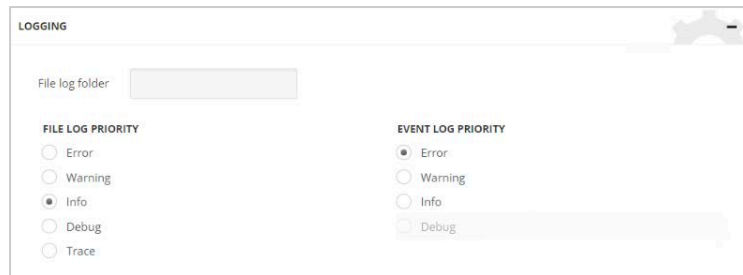 LOGGING
File log folder
FILE LOG PRIORITY
Error
Warning
Info
Debug
Trace
EVENT LOG PRIORITY
Error
Warning
Info
Debug